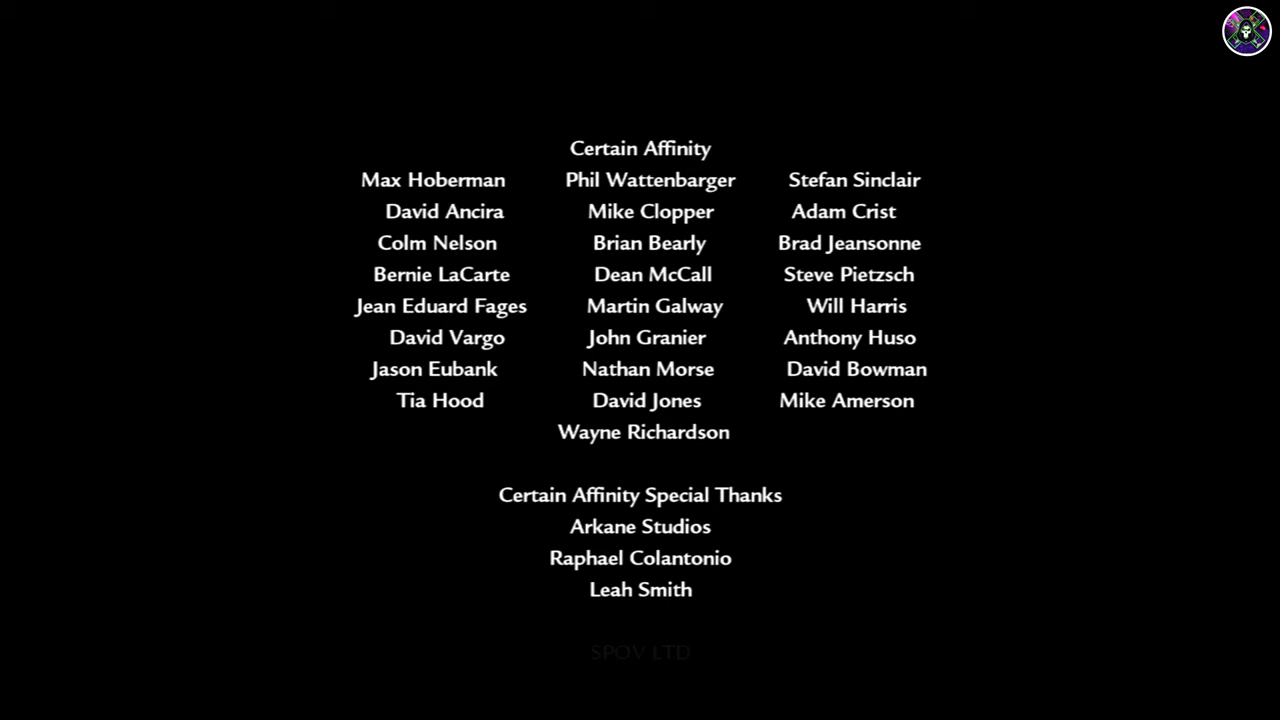 Certain Affinity
Max Hoberman Phil Wattenbarger Stefan Sinclair
David Ancira Mike Clopper Adam Crist
Colm Nelson Brian Bearly Brad Jeansonne
Bernie LaCarte Dean McCall Steve Pietzsch
Jean Eduard Fages Martin Galway Will Harris
David Vargo John Granier Anthony Huso
Jason Eubank Nathan Morse David Bowman
Tia Hood David Jones Mike Amerson
Wayne Richardson
Certain Affinity Special Thanks
Arkane Studios
Raphael Colantonio
Leah Smith
SPOV LTD